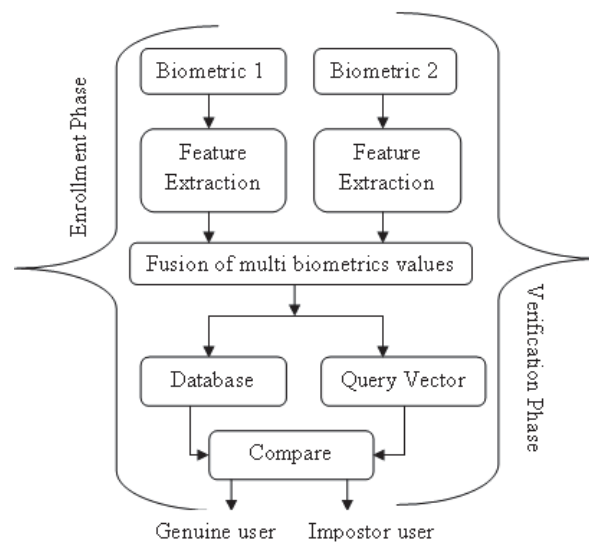 Enrollment Phase
Biometric 1
Biometric 2
Feature
Extraction
Feature
Extraction
Fusion of multi biometrics values
Database
Query Vector
Compare
Genuine user
Impostor user
Verification Phase